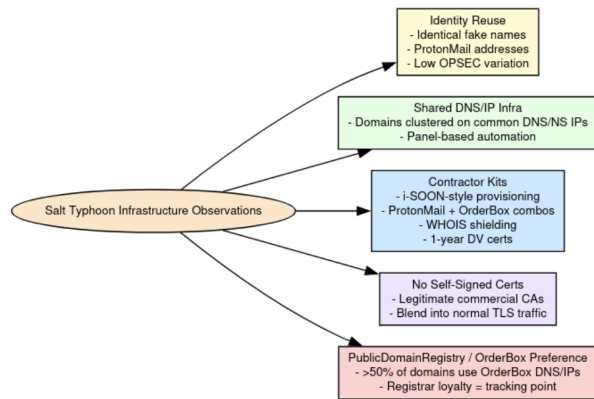 Identity Reuse
- Identical fake names
- ProtonMail addresses
- Low OPSEC variation
Shared DNS/IP Infra
- Domains clustered on common DNS/NS IPs
- Panel-based automation
Salt Typhoon Infrastructure Observations
Contractor Kits
- i-SOON-style provisioning
- ProtonMail + OrderBox combos
- WHOIS shielding
- 1-year DV certs
No Self-Signed Certs
- Legitimate commercial CAs
- Blend into normal TLS traffic
PublicDomainRegistry / OrderBox Preference
- >50% of domains use OrderBox DNS/IPs
- Registrar loyalty = tracking point